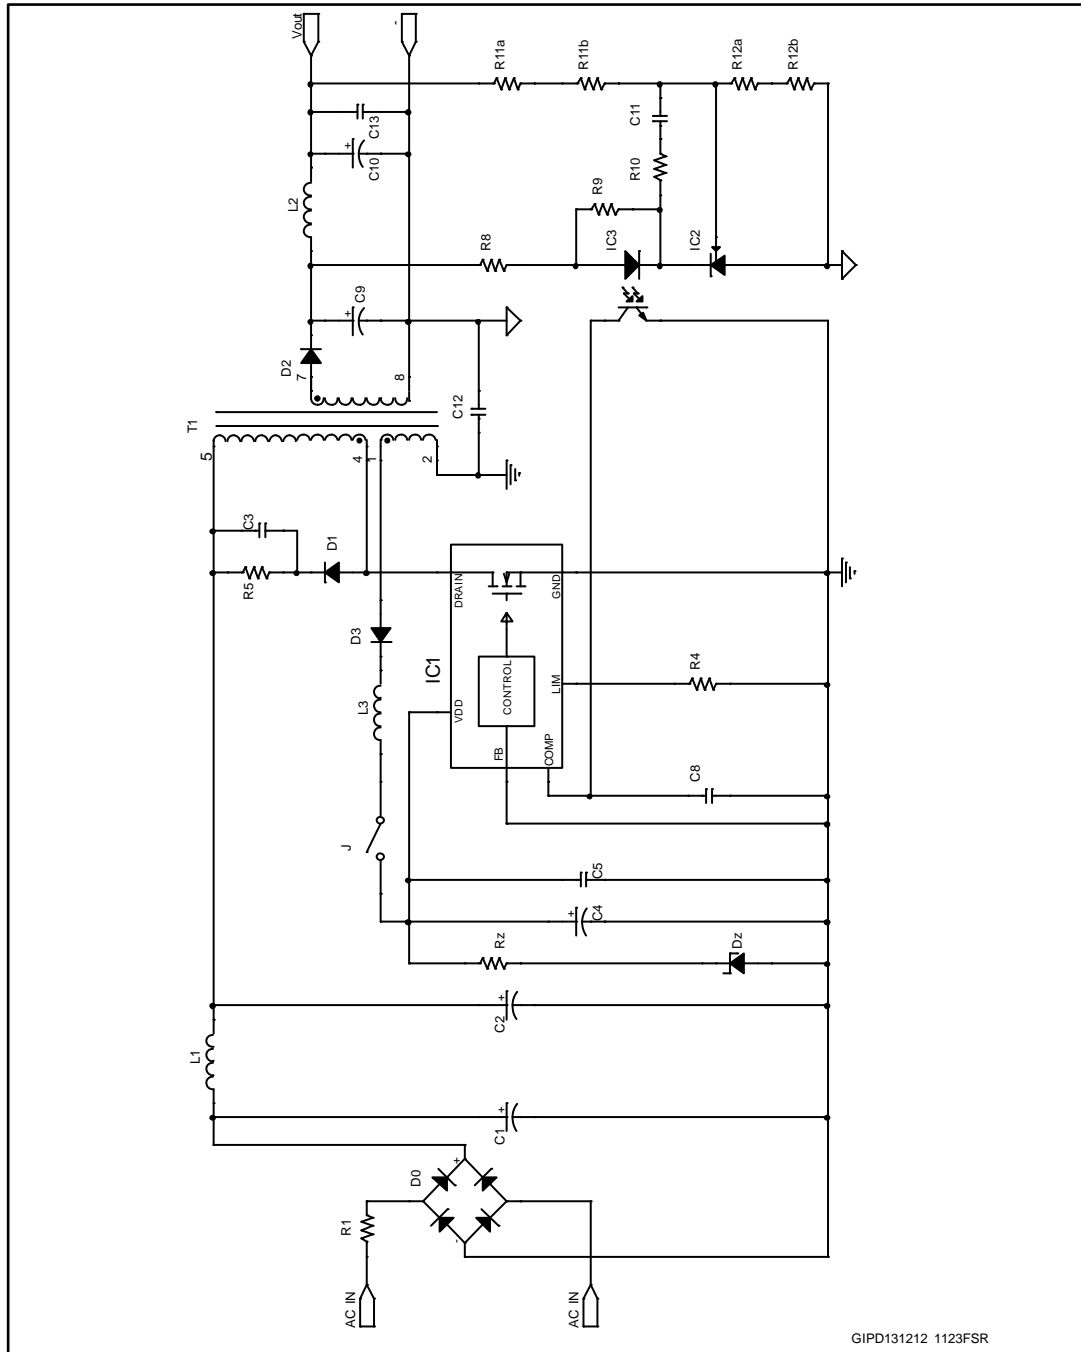 Vout
-
R11a
R11b
R12a
R12b
C13
+
C10
C11
R10
L2
R9
R8
IC3
IC2
+
C9
D2
7
8
C12
T1
5
4
1
2
C3
R5
D1
DRAIN
GND
D3
IC1
CONTROL
L3
VDD
LIM
R4
FB
COMP
C8
J
C5
+
C4
Rz
Dz
+
C2
L1
+
C1
D0
+
-
R1
AC IN
AC IN
GIPD131212 1123FSR